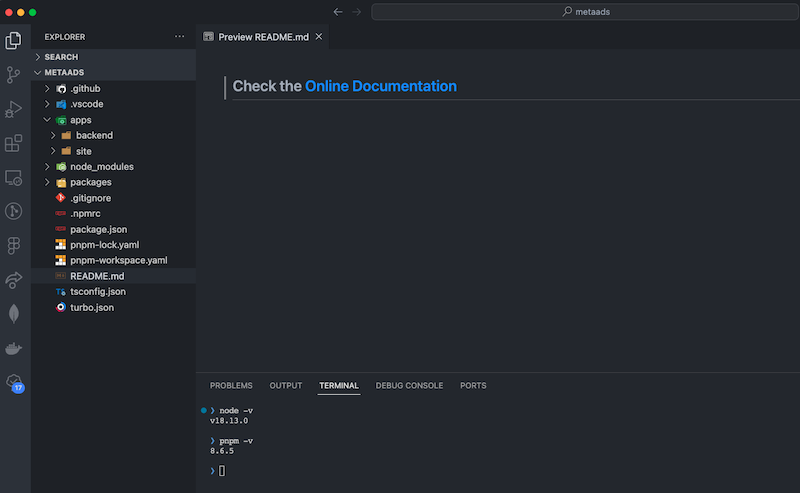 metaads
EXPLORER
Preview README.md
SEARCH
METAADS
.github
.vscode
apps
backend
site
node_modules
packages
.gitignore
.npmrc
package.json
pnpm-lock.yaml
pnpm-workspace.yaml
README.md
tsconfig.json
turbo.json
17
Check the Online Documentation
PROBLEMS OUTPUT TERMINAL DEBUG CONSOLE PORTS
❯ node -v
v18.13.0
❯ pnpm -v
8.6.5
❯